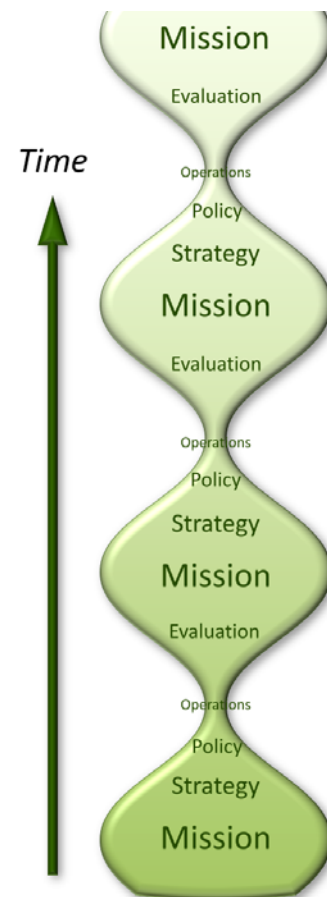 Mission
Evaluation
Time
Operations
Policy
Strategy
Mission
Evaluation
Operations
Policy
Strategy
Mission
Evaluation
Operations
Policy
Strategy
Mission